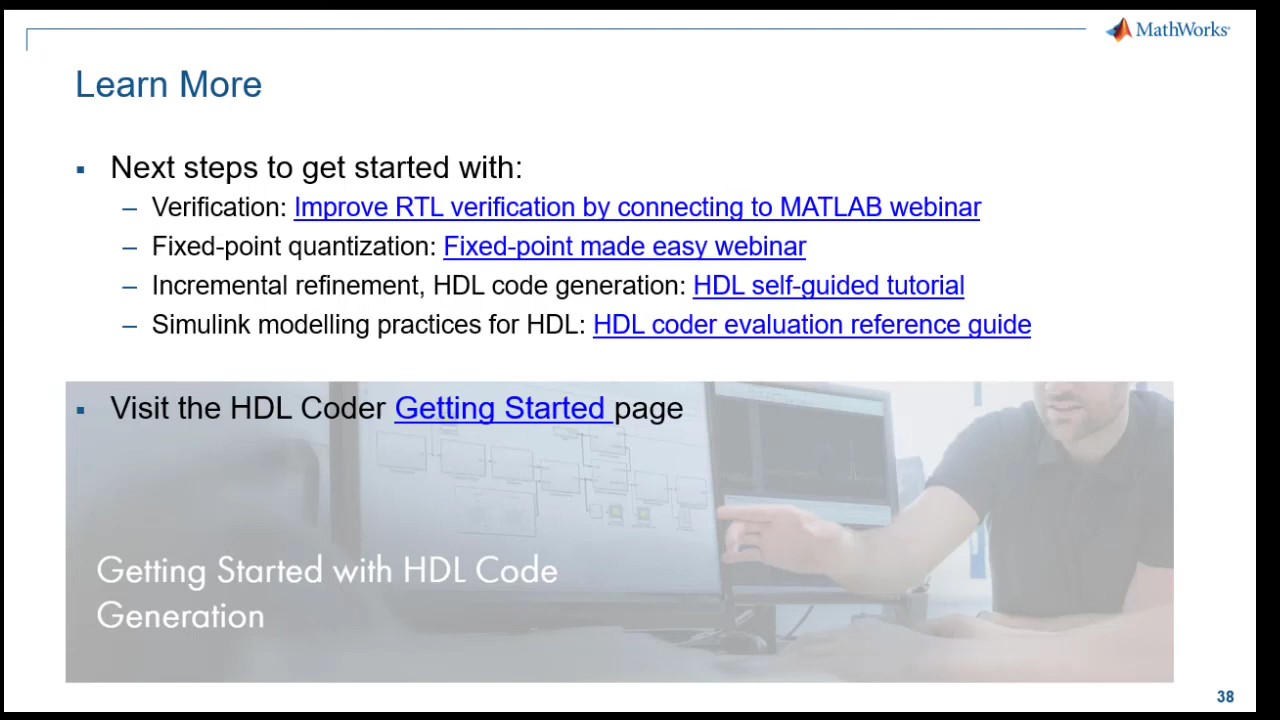 MathWorks®
Learn More
▪ Next steps to get started with:
– Verification: Improve RTL verification by connecting to MATLAB webinar
– Fixed-point quantization: Fixed-point made easy webinar
– Incremental refinement, HDL code generation: HDL self-guided tutorial
– Simulink modelling practices for HDL: HDL coder evaluation reference guide
▪ Visit the HDL Coder Getting Started page
Getting Started with HDL Code
Generation
38